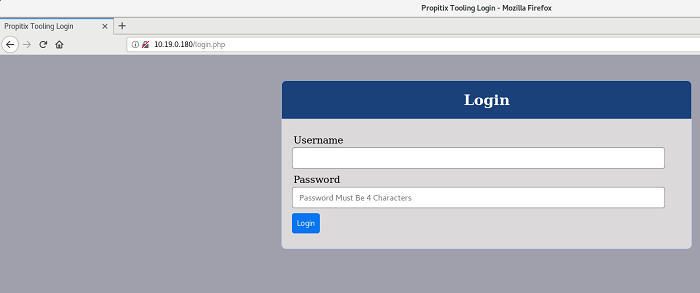 Propitix Tooling Login - Mozilla Firefox
Propitix Tooling Login
10.19.0.180/login.php
Login
Username
Password
Password Must Be 4 Characters
Login